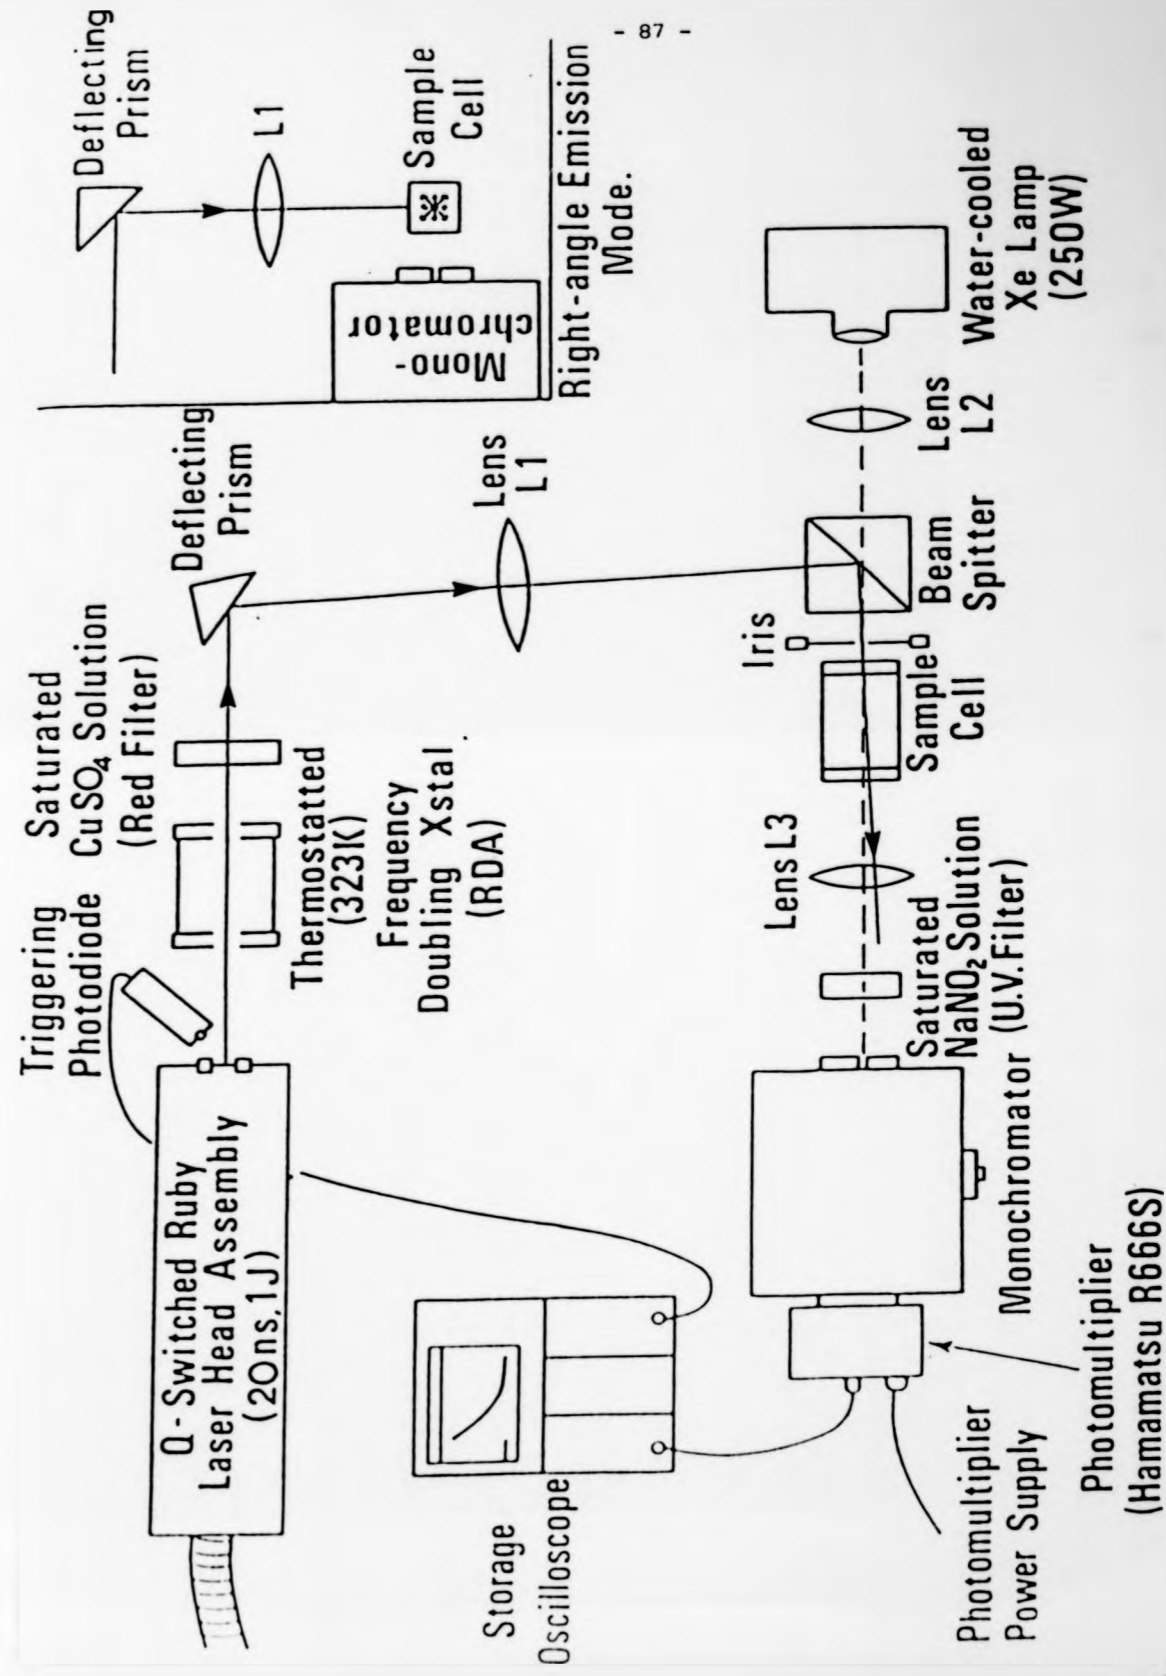 - 87 -
Triggering
Photodiode
Saturated
CuSO4 Solution
(Red Filter)
Deflecting
Prism
Deflecting
Prism
L1
Sample
Cell
Mono-
chromator
Right-angle Emission
Mode.
Q-Switched Ruby
Laser Head Assembly
(20ns,1J)
Thermostatted
(323K)
Frequency
Doubling Xstal.
(RDA)
Lens
L1
Storage
Oscilloscope
Lens L3
Iris
Sample
Cell
Beam
Spitter
Lens
L2
Water-cooled
Xe Lamp
(250W)
Saturated
NaNO2 Solution
(U.V.Filter)
Monochromator
Photomultiplier
Power Supply
Photomultiplier
(Hamamatsu R666S)